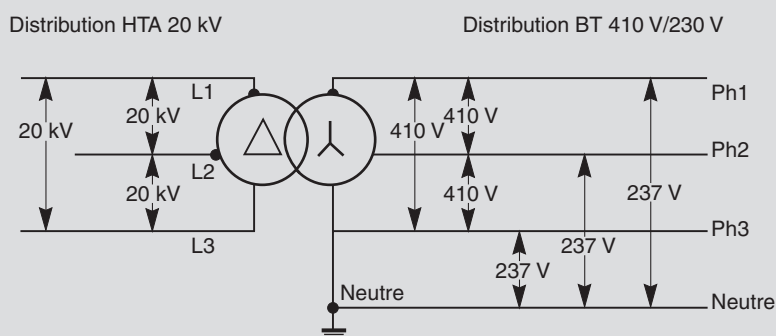 Distribution HTA 20 kV
Distribution BT 410 V/230 V
L1
Ph1
20 kV
20 kV
410 V
410 V
L2
Ph2
20 kV
410 V
237 V
L3
Ph3
237 V
237 V
Neutre
Neutre